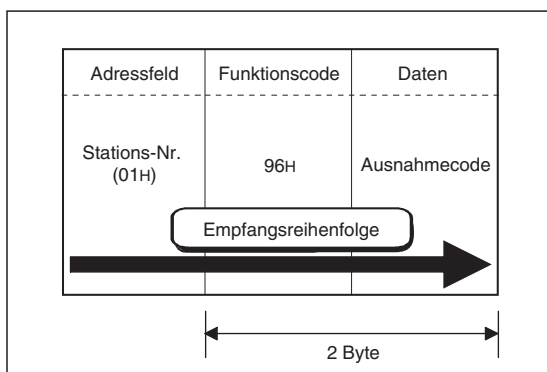 Adressfeld Funktionscode Daten
Stations-Nr.
(01H) 96H Ausnahmecode
Empfangsreihenfolge
2 Byte